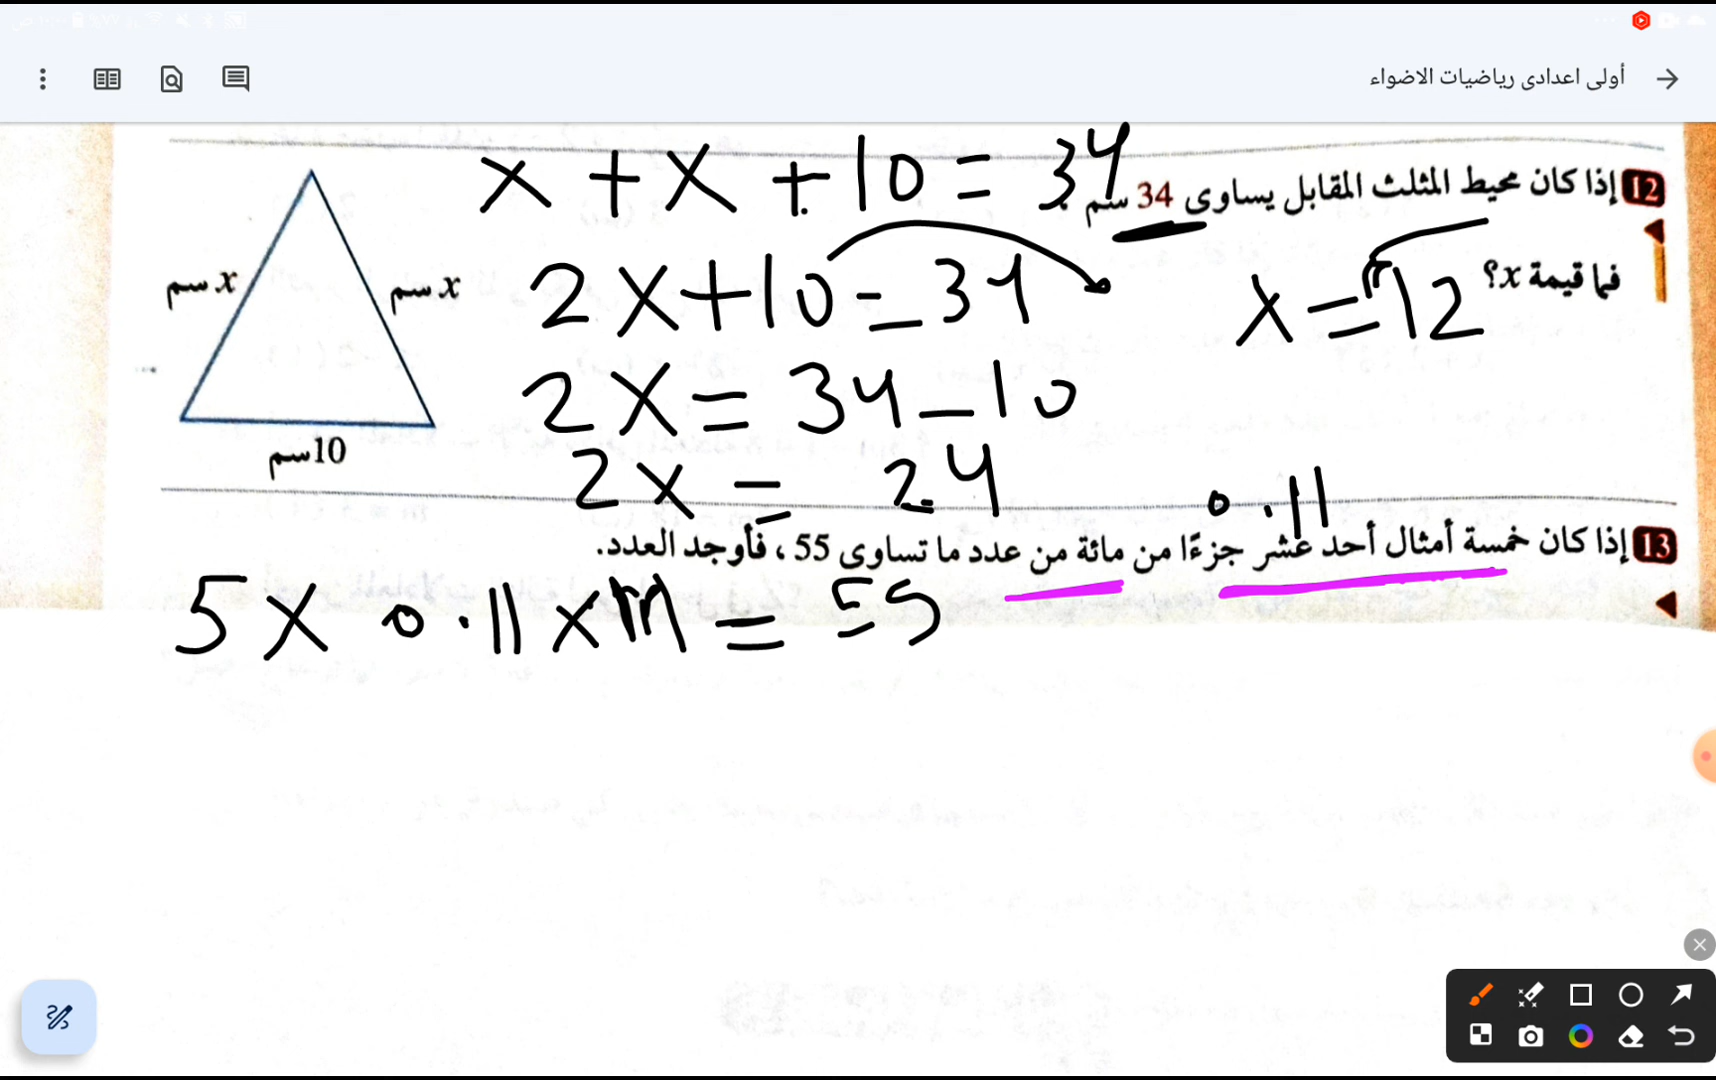 أولى اعدادى رياضيات الاضواء
12 إذا كان محيط المثلث المقابل يساوى 34 سم
فما قيمة x؟
x سم
x سم
10 سم
x + x + 10 = 34
2x + 10 = 34
2x = 34 - 10
2x = 24
x = 12
0.11
13 إذا كان خمسة أمثال أحد عشر جزءًا من مائة من عدد ما تساوى 55 ، فأوجد العدد.
5 x 0.11 x m = 55